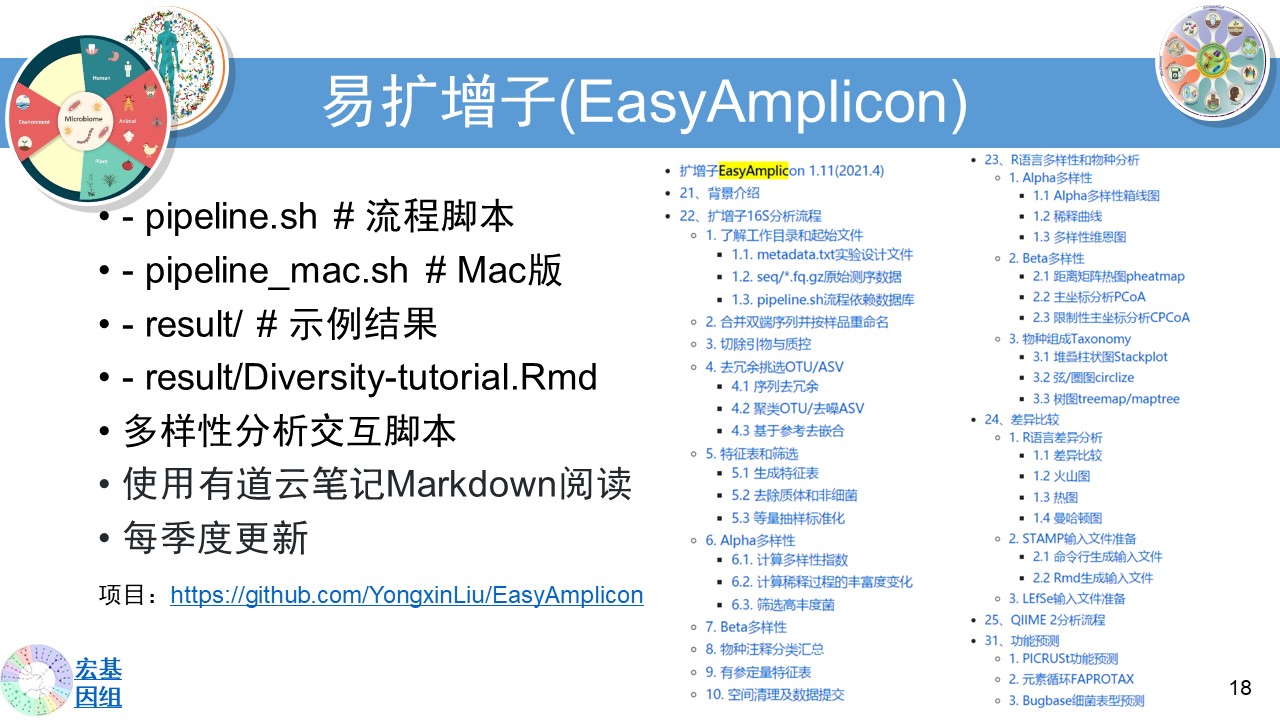 易扩增子(EasyAmplicon)
Human
Microbiome
Environment
Animal
Plant
• - pipeline.sh # 流程脚本
• - pipeline_mac.sh # Mac版
• - result/ # 示例结果
• - result/Diversity-tutorial.Rmd
• 多样性分析交互脚本
• 使用有道云笔记Markdown阅读
• 每季度更新
项目：https://github.com/YongxinLiu/EasyAmplicon
宏基
因组
扩增子EasyAmplicon 1.11(2021.4)
21、背景介绍
22、扩增子16S分析流程
1. 了解工作目录和起始文件
1.1. metadata.txt实验设计文件
1.2. seq/*.fq.gz原始测序数据
1.3. pipeline.sh流程依赖数据库
2. 合并双端序列并按样品重命名
3. 切除引物与质控
4. 去冗余挑选OTU/ASV
4.1 序列去冗余
4.2 聚类OTU/去噪ASV
4.3 基于参考去嵌合
5. 特征表和筛选
5.1 生成特征表
5.2 去除质体和非细菌
5.3 等量抽样标准化
6. Alpha多样性
6.1. 计算多样性指数
6.2. 计算稀释过程的丰富度变化
6.3. 筛选高丰度菌
7. Beta多样性
8. 物种注释分类汇总
9. 有参定量特征表
10. 空间清理及数据提交
23、R语言多样性和物种分析
1. Alpha多样性
1.1 Alpha多样性箱线图
1.2 稀释曲线
1.3 多样性维恩图
2. Beta多样性
2.1 距离矩阵热图pheatmap
2.2 主坐标分析PCoA
2.3 限制性主坐标分析CPCoA
3. 物种组成Taxonomy
3.1 堆叠柱状图Stackplot
3.2 弦/圈图circlize
3.3 树图treemap/maptree
24、差异比较
1. R语言差异分析
1.1 差异比较
1.2 火山图
1.3 热图
1.4 曼哈顿图
2. STAMP输入文件准备
2.1 命令行生成输入文件
2.2 Rmd生成输入文件
3. LEfSe输入文件准备
25、QIIME 2分析流程
31、功能预测
1. PICRUSt功能预测
2. 元素循环FAPROTAX
3. Bugbase细菌表型预测
18